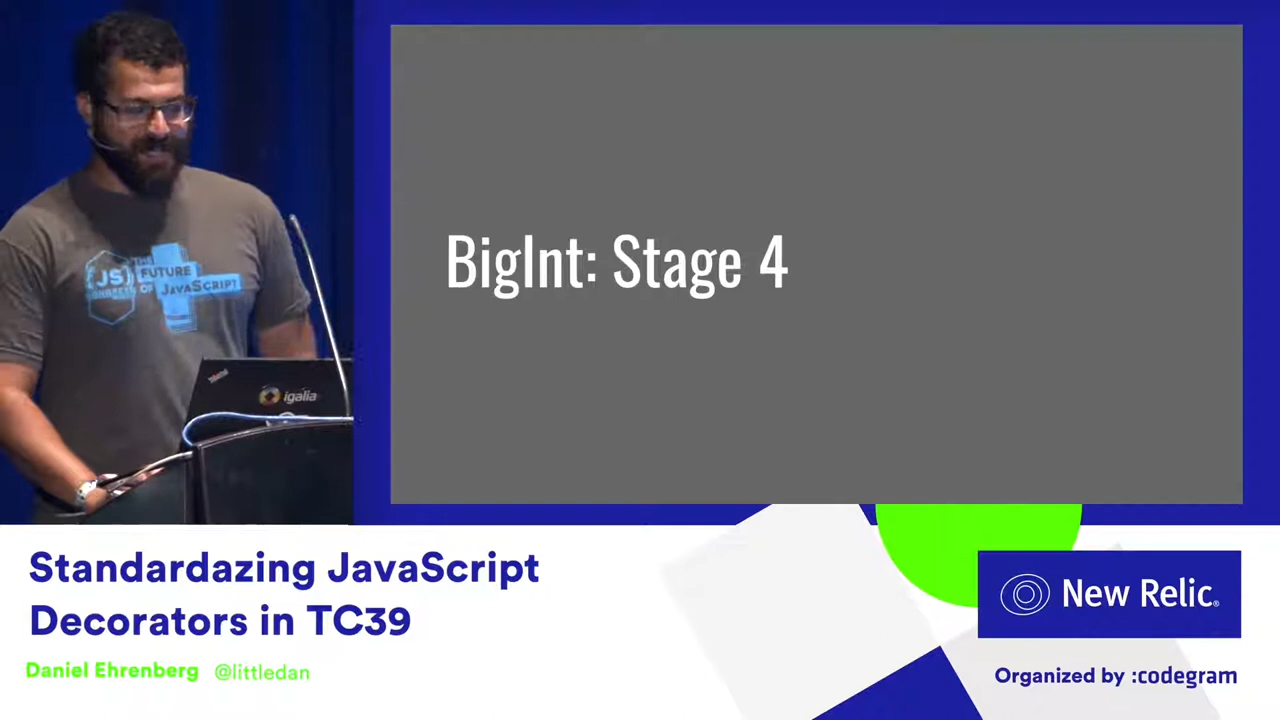 BigInt: Stage 4
{JS}
CONGRESS
THE
FUTURE
OF JAVASCRIPT
ThinkPad
igalia
Standardazing JavaScript
Decorators in TC39
Daniel Ehrenberg @littledan
New Relic®
Organized by :codegram